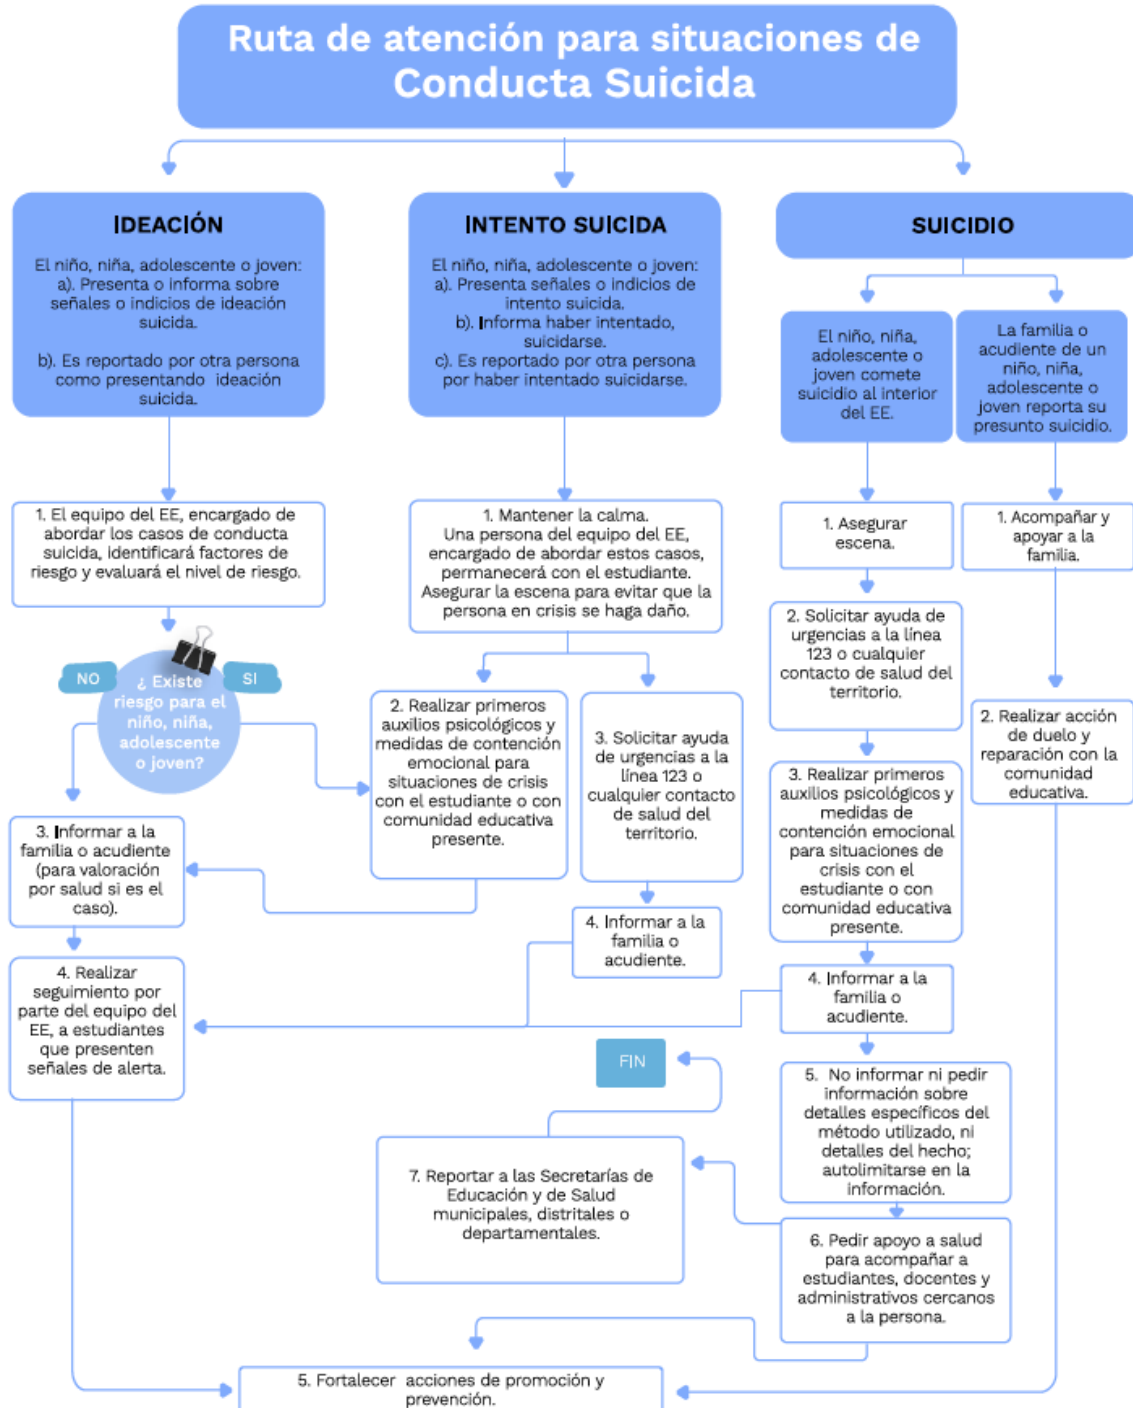 Ruta de atención para situaciones de
Conducta Suicida
IDEACIÓN
El niño, niña, adolescente o joven:
a). Presenta o informa sobre
señales o indicios de ideación
suicida.
b). Es reportado por otra persona
como presentando ideación
suicida.
INTENTO SUICIDA
El niño, niña, adolescente o joven:
a). Presenta señales o indicios de
intento suicida.
b). Informa haber intentado,
suicidarse.
c). Es reportado por otra persona
por haber intentado suicidarse.
SUICIDIO
El niño, niña,
adolescente o
joven comete
suicidio al interior
del EE.
La familia o
acudiente de un
niño, niña,
adolescente o
joven reporta su
presunto suicidio.
1. El equipo del EE, encargado de
abordar los casos de conducta
suicida, identificará factores de
riesgo y evaluará el nivel de riesgo.
1. Mantener la calma.
Una persona del equipo del EE,
encargado de abordar estos casos,
permanecerá con el estudiante.
Asegurar la escena para evitar que la
persona en crisis se haga daño.
1. Asegurar
escena.
1. Acompañar y
apoyar a la
familia.
NO
SI
¿ Existe
riesgo para el
niño, niña,
adolescente
o joven?
2. Realizar primeros
auxilios psicológicos y
medidas de contención
emocional para
situaciones de crisis
con el estudiante o con
comunidad educativa
presente.
3. Solicitar ayuda
de urgencias a la
línea 123 o
cualquier contacto
de salud del
territorio.
2. Solicitar ayuda de
urgencias a la línea
123 o cualquier
contacto de salud del
territorio.
2. Realizar acción
de duelo y
reparación con la
comunidad
educativa.
3. Informar a la
familia o acudiente
(para valoración
por salud si es el
caso).
3. Realizar primeros
auxilios psicológicos y
medidas de
contención emocional
para situaciones de
crisis con el
estudiante o con
comunidad educativa
presente.
4. Realizar
seguimiento por
parte del equipo del
EE, a estudiantes
que presenten
señales de alerta.
4. Informar a la
familia o
acudiente.
4. Informar a la
familia o
acudiente.
FIN
5. No informar ni pedir
información sobre
detalles específicos del
método utilizado, ni
detalles del hecho;
autolimitarse en la
información.
7. Reportar a las Secretarías de
Educación y de Salud
municipales, distritales o
departamentales.
6. Pedir apoyo a salud
para acompañar a
estudiantes, docentes y
administrativos cercanos
a la persona.
5. Fortalecer acciones de promoción y
prevención.